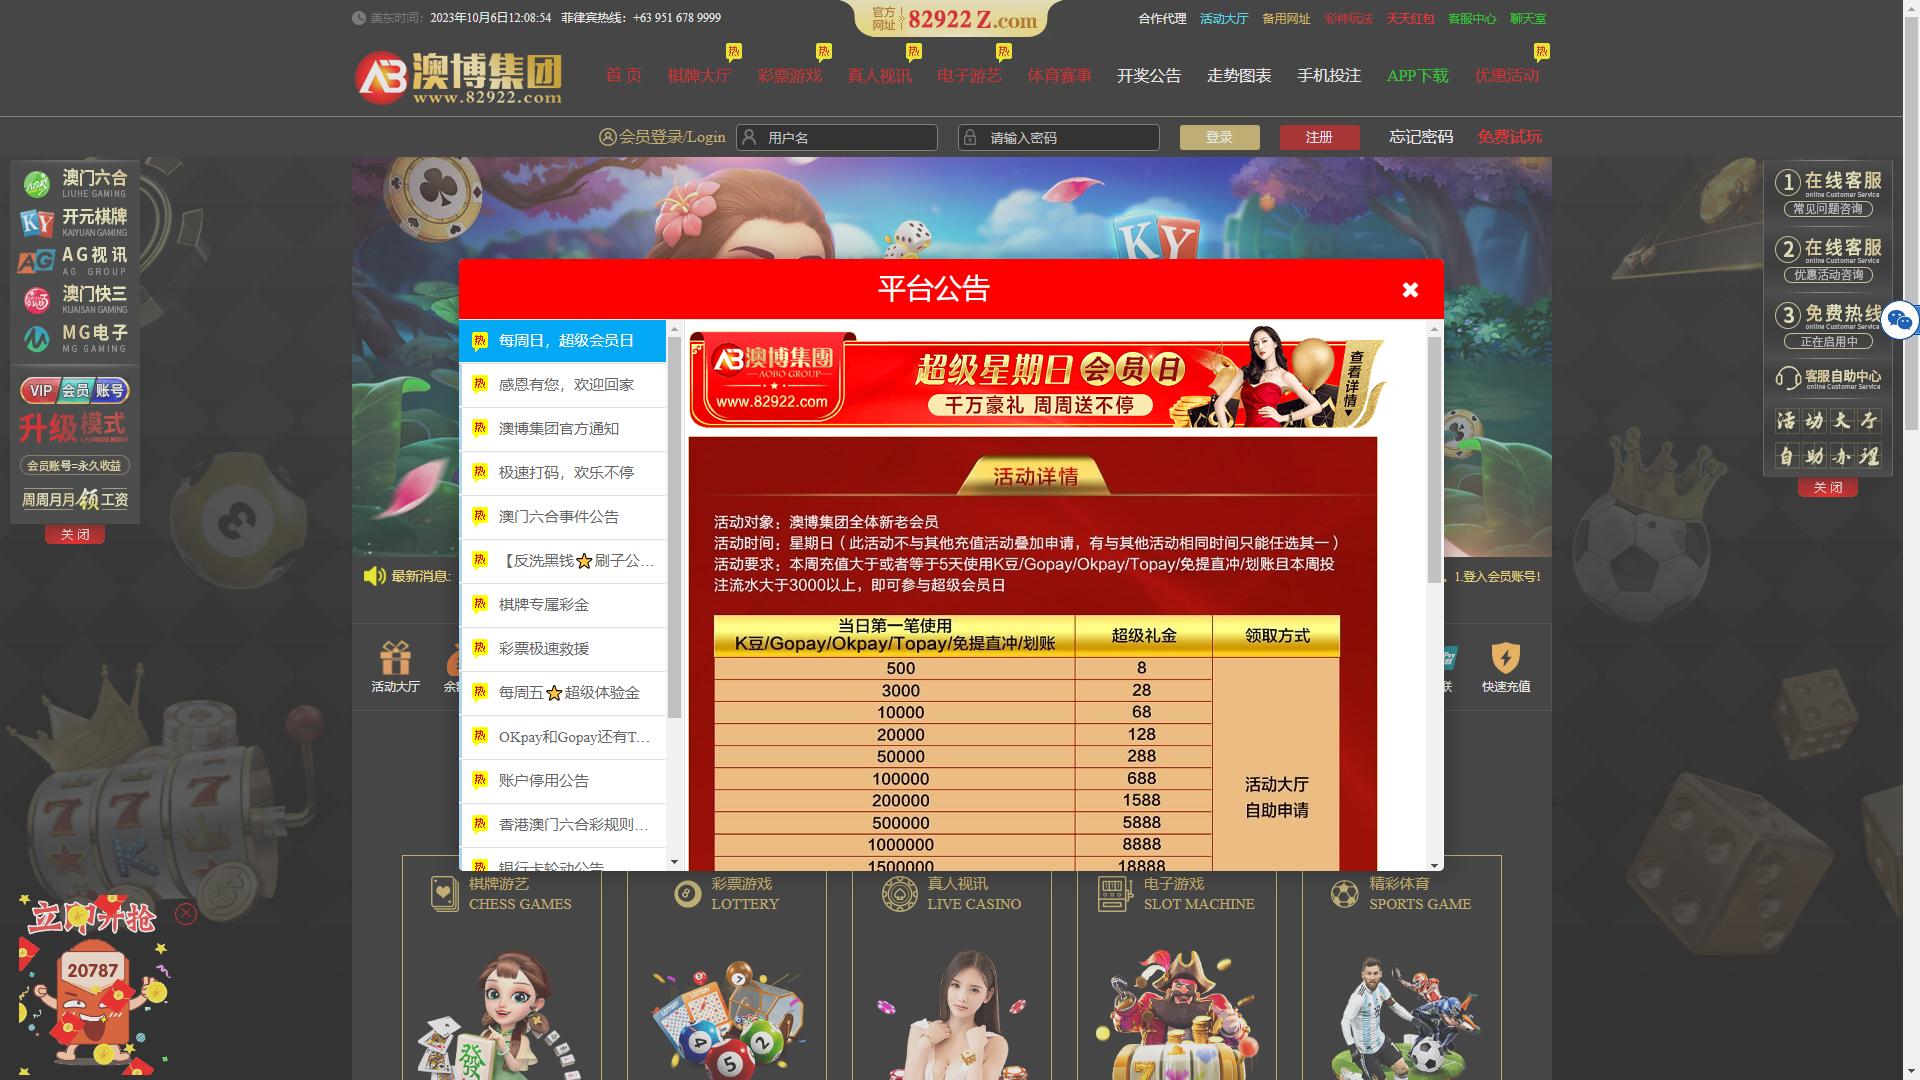 美东时间: 2023年10月6日12:08:54 菲律宾热线: +63 951 678 9999
官方网址 82922 Z.com
合作代理 活动大厅 备用网址 彩种玩法 天天红包 客服中心 聊天室
AB澳博集团
www.82922.com
首 页 棋牌大厅 热 彩票游戏 热 真人视讯 热 电子游艺 热 体育赛事 开奖公告 走势图表 手机投注 APP下载 优惠活动 热
会员登录/Login 用户名 请输入密码 登录 注册 忘记密码 免费试玩
澳门六合
LIUHE GAMING
KY 开元棋牌
KAIYUAN GAMING
AG AG视讯
AG GROUP
澳门快三
KUAISAN GAMING
MG电子
MG GAMING
VIP 会员 账号
升级模式
UPGRADE MODE
会员账号=永久收益
周周月月领工资
关 闭
1 在线客服
online Customer Service
常见问题咨询
2 在线客服
online Customer Service
优惠活动咨询
3 免费热线
online Customer Service
正在启用中
客服自助中心
online Customer Service
活动大厅
自助办理
关 闭
KY
平台公告
热 每周日，超级会员日
热 感恩有您，欢迎回家
热 澳博集团官方通知
热 极速打码，欢乐不停
热 澳门六合事件公告
热 【反洗黑钱⭐刷子公...
热 棋牌专属彩金
热 彩票极速救援
热 每周五⭐超级体验金
热 OKpay和Gopay还有T...
热 账户停用公告
热 香港澳门六合彩规则...
热 银行卡轮动公告
AB澳博集團
AOBO GROUP
www.82922.com
超级星期日会员日
千万豪礼 周周送不停
查看详情
活动详情
活动对象：澳博集团全体新老会员
活动时间：星期日（此活动不与其他充值活动叠加申请，有与其他活动相同时间只能任选其一）
活动要求：本周充值大于或者等于5天使用K豆/Gopay/Okpay/Topay/免提直冲/划账且本周投
注流水大于3000以上，即可参与超级会员日
当日第一笔使用
K豆/Gopay/Okpay/Topay/免提直冲/划账 超级礼金 领取方式
500 8
3000 28
10000 68
20000 128
50000 288
100000 688
200000 1588
500000 5888
1000000 8888
1500000 18888
活动大厅
自助申请
最新消息:
。1.登入会员账号!
活动大厅
快速充值
棋牌游艺
CHESS GAMES
彩票游戏
LOTTERY
真人视讯
LIVE CASINO
电子游戏
SLOT MACHINE
精彩体育
SPORTS GAME
立即开抢
20787